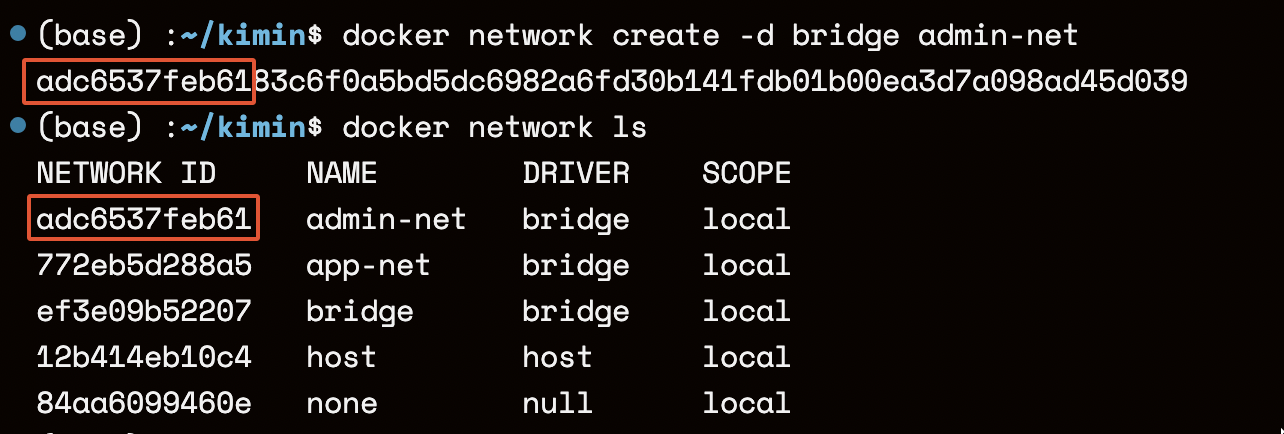 (base) :~/kimin$ docker network create -d bridge admin-net
adc6537feb6183c6f0a5bd5dc6982a6fd30b141fdb01b00ea3d7a098ad45d039
(base) :~/kimin$ docker network ls
NETWORK ID NAME DRIVER SCOPE
adc6537feb61 admin-net bridge local
772eb5d288a5 app-net bridge local
ef3e09b52207 bridge bridge local
12b414eb10c4 host host local
84aa6099460e none null local